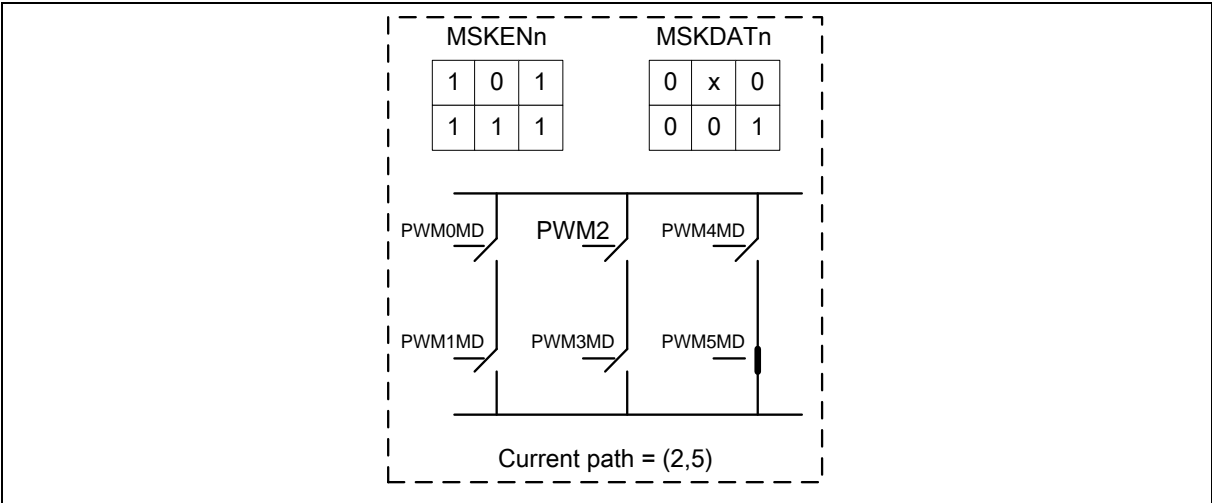 MSKENn MSKDATn
1 0 1 0 x 0
1 1 1 0 0 1
PWM0MD PWM2 PWM4MD
PWM1MD PWM3MD PWM5MD
Current path = (2,5)